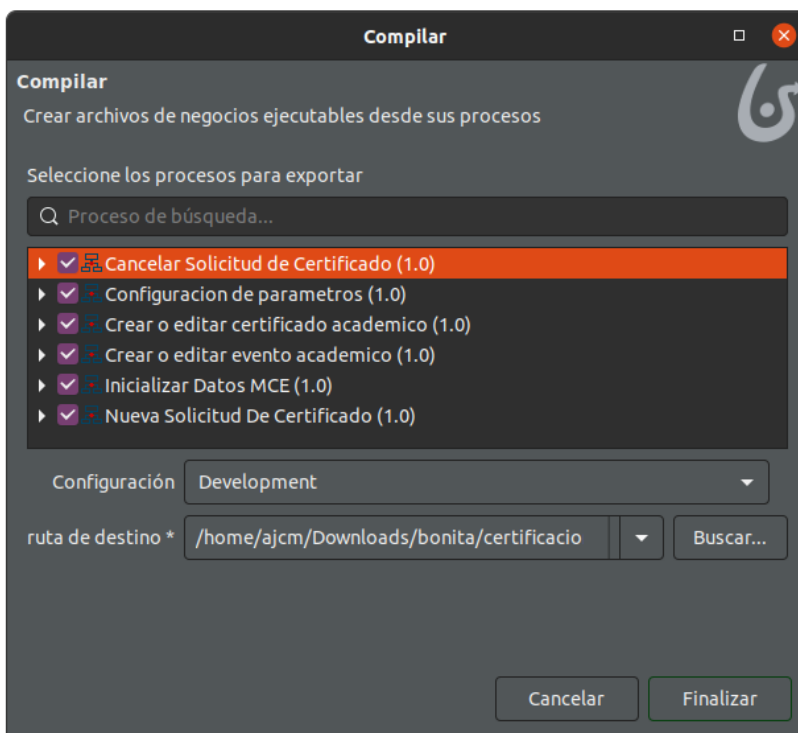 Compilar
Compilar
Crear archivos de negocios ejecutables desde sus procesos
Seleccione los procesos para exportar
Proceso de búsqueda...
Cancelar Solicitud de Certificado (1.0)
Configuracion de parametros (1.0)
Crear o editar certificado academico (1.0)
Crear o editar evento academico (1.0)
Inicializar Datos MCE (1.0)
Nueva Solicitud De Certificado (1.0)
Configuración Development
ruta de destino * /home/ajcm/Downloads/bonita/certificacio Buscar...
Cancelar Finalizar